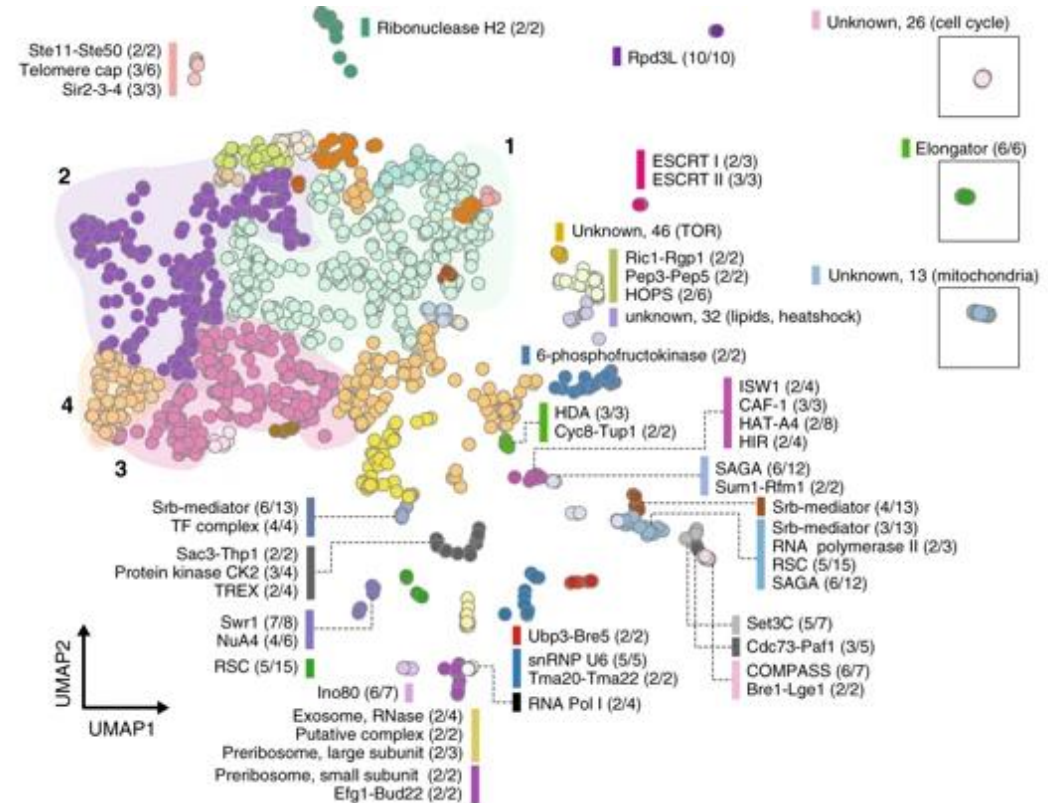 Ribonuclease H2 (2/2)
Ste11-Ste50 (2/2)
Telomere cap (3/6)
Sir2-3-4 (3/3)
Rpd3L (10/10)
Unknown, 26 (cell cycle)
1
2
ESCRT I (2/3)
ESCRT II (3/3)
Elongator (6/6)
Unknown, 46 (TOR)
Ric1-Rgp1 (2/2)
Pep3-Pep5 (2/2)
HOPS (2/6)
Unknown, 13 (mitochondria)
unknown, 32 (lipids, heatshock)
6-phosphofructokinase (2/2)
4
3
HDA (3/3)
Cyc8-Tup1 (2/2)
ISW1 (2/4)
CAF-1 (3/3)
HAT-A4 (2/8)
HIR (2/4)
SAGA (6/12)
Sum1-Rfm1 (2/2)
Srb-mediator (6/13)
TF complex (4/4)
Srb-mediator (4/13)
Srb-mediator (3/13)
RNA polymerase II (2/3)
RSC (5/15)
SAGA (6/12)
Sac3-Thp1 (2/2)
Protein kinase CK2 (3/4)
TREX (2/4)
Swr1 (7/8)
NuA4 (4/6)
Set3C (5/7)
Cdc73-Paf1 (3/5)
COMPASS (6/7)
Bre1-Lge1 (2/2)
Ubp3-Bre5 (2/2)
snRNP U6 (5/5)
Tma20-Tma22 (2/2)
RNA Pol I (2/4)
RSC (5/15)
Ino80 (6/7)
Exosome, RNase (2/4)
Putative complex (2/2)
Preribosome, large subunit (2/3)
Preribosome, small subunit (2/2)
Efg1-Bud22 (2/2)
UMAP2
UMAP1